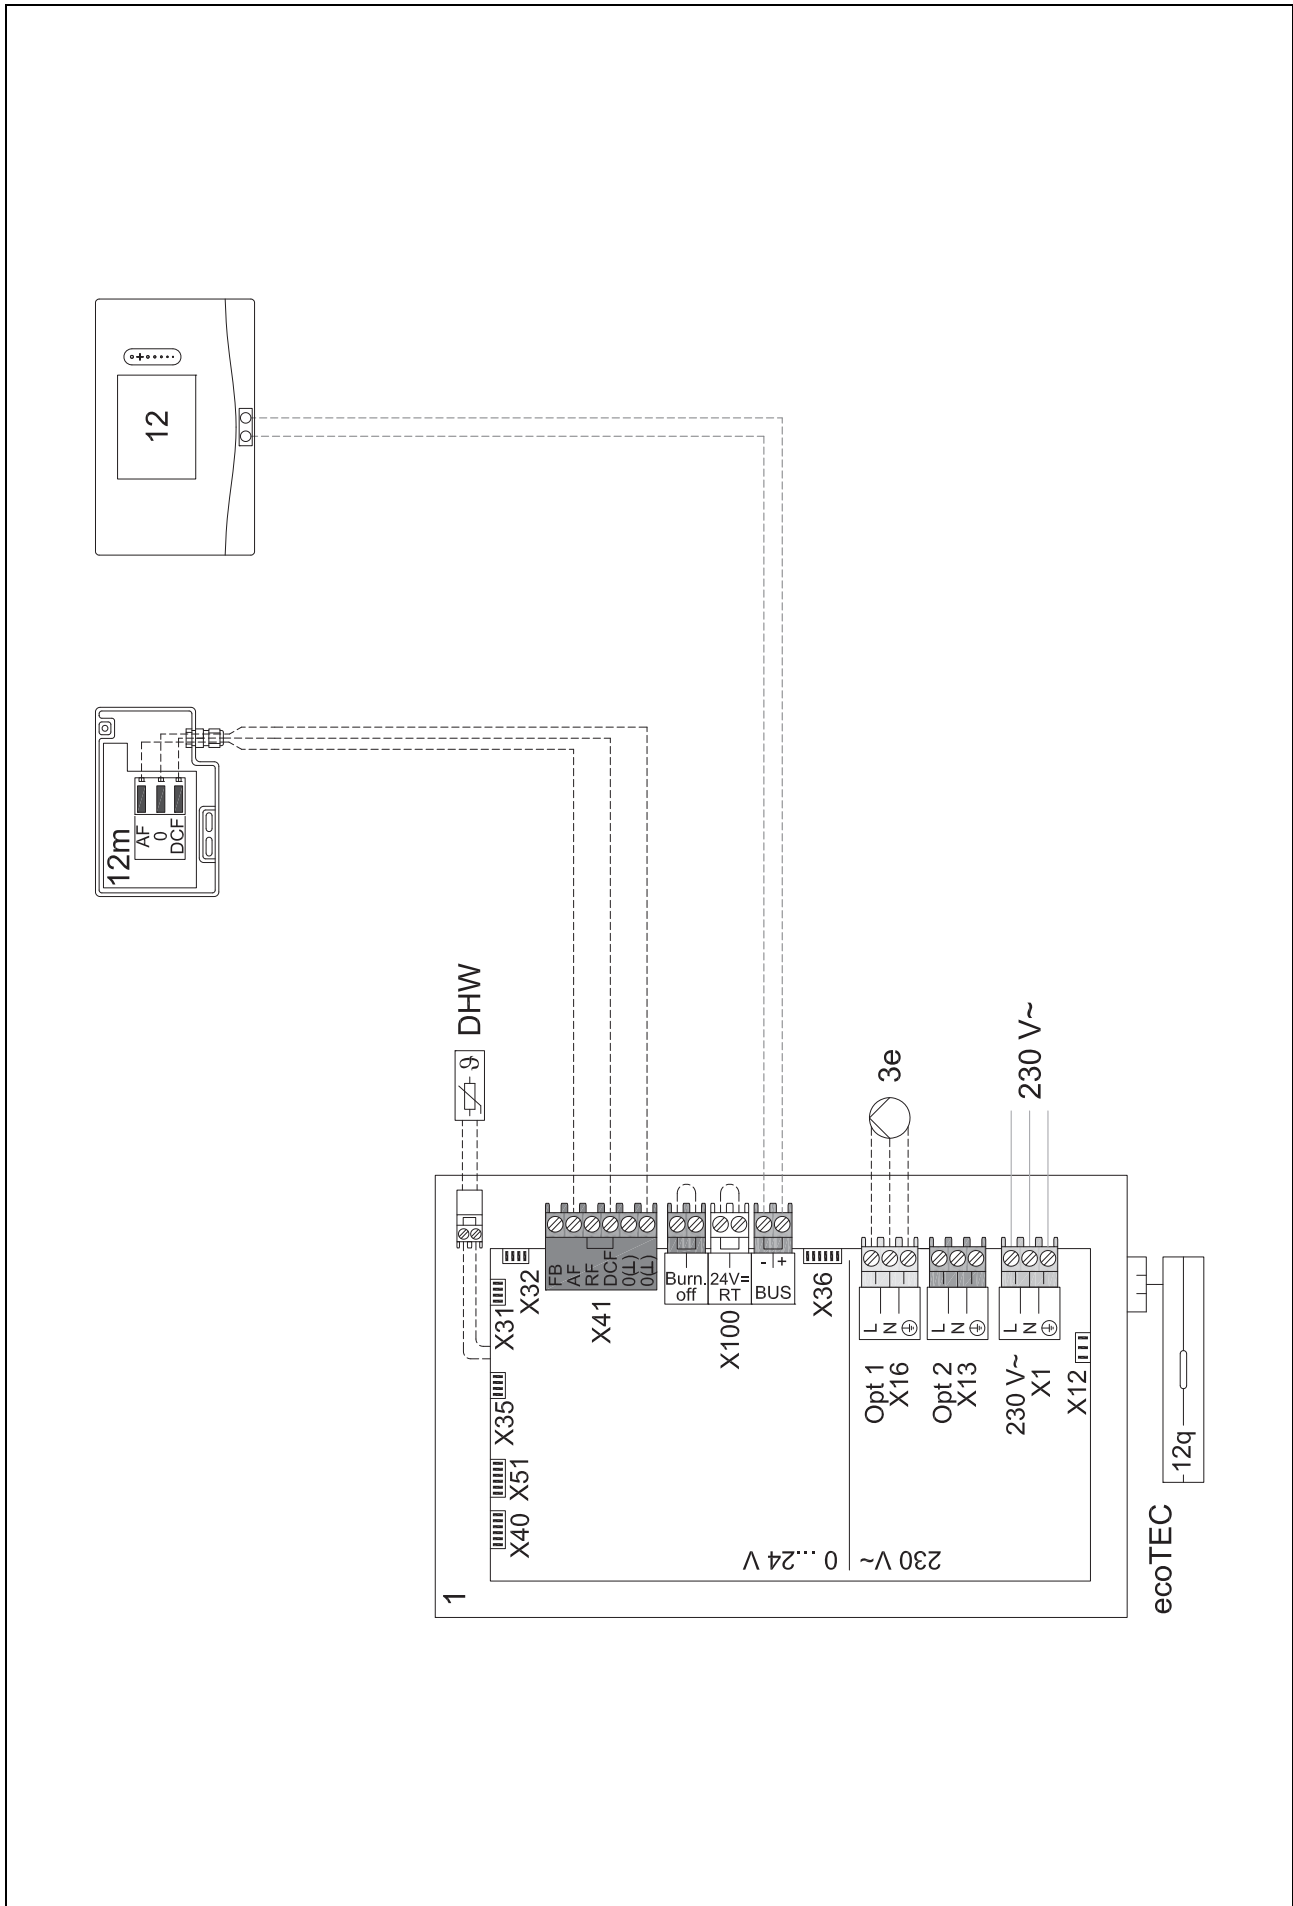 12
12m
AF
0
DCF
DHW
ϑ
3e
230 V~
1
X40
X51
X35
X31
X32
FB
AF
RF
DCF
0(⊥)
0(⊥)
X41
Burn.
off
24V=
RT
X100
- +
BUS
X36
L
N
Opt 1
X16
L
N
Opt 2
X13
L
N
230 V~
X1
X12
0 ...24 V
230 V~
12q
ecoTEC